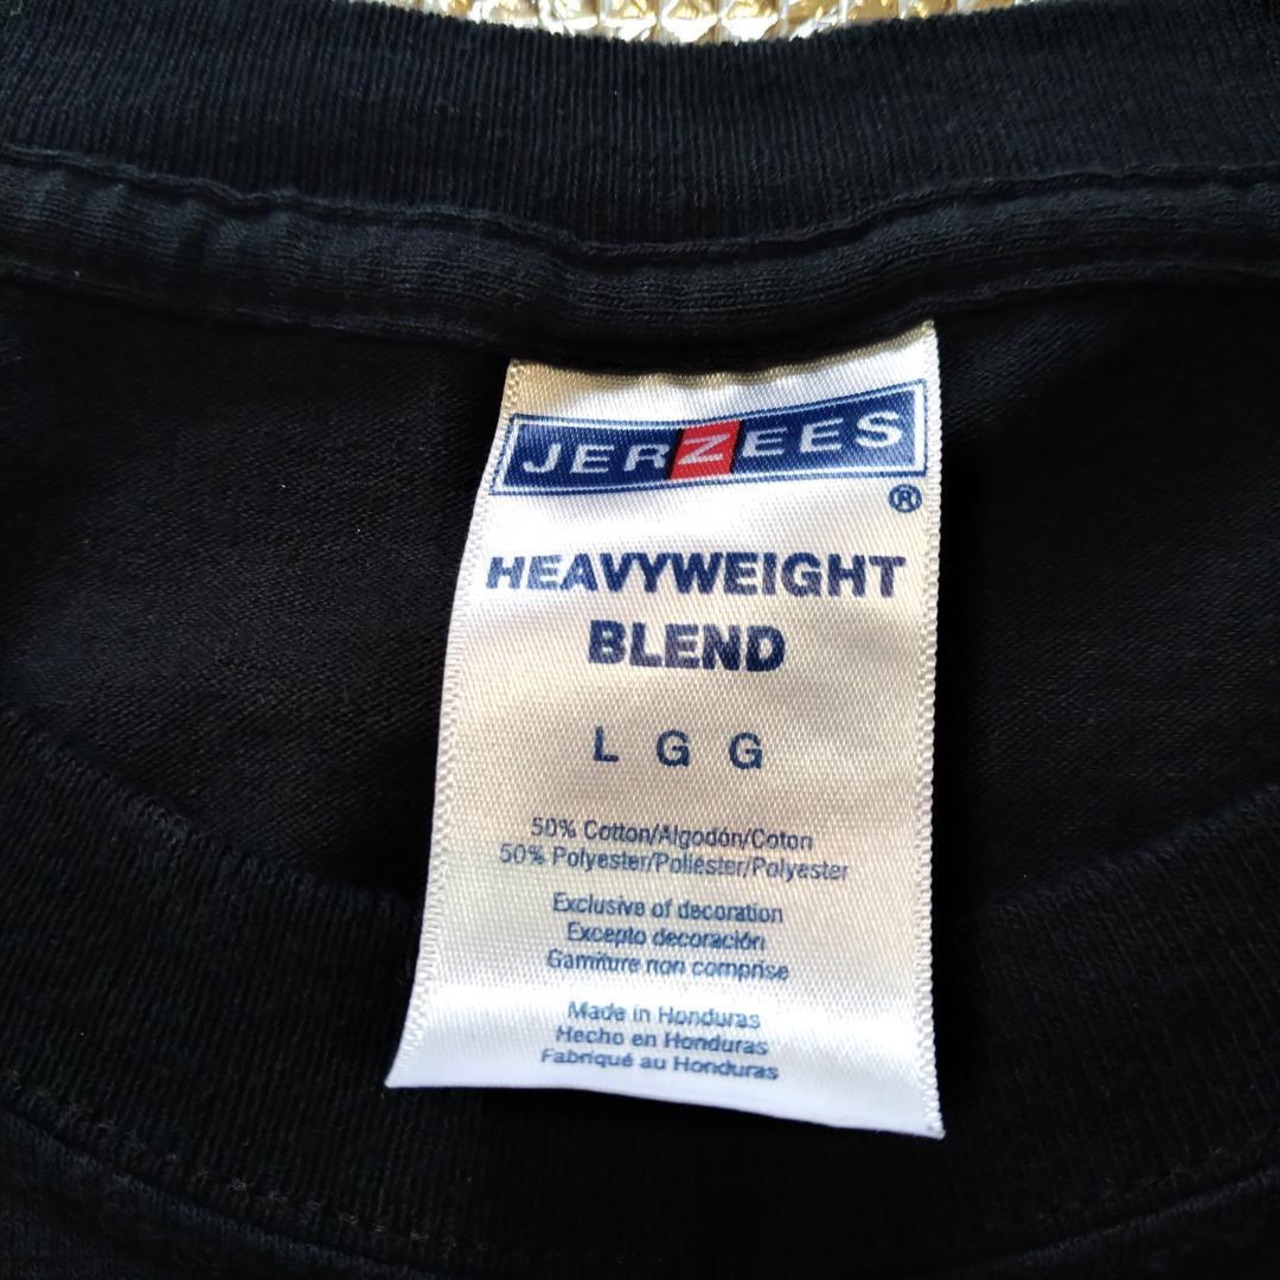 JERZEES
®
HEAVYWEIGHT
BLEND
L G G
50% Cotton/Algodón/Coton
50% Polyester/Poliéster/Polyester
Exclusive of decoration
Excepto decoración
Garniture non comprise
Made in Honduras
Hecho en Honduras
Fabriqué au Honduras